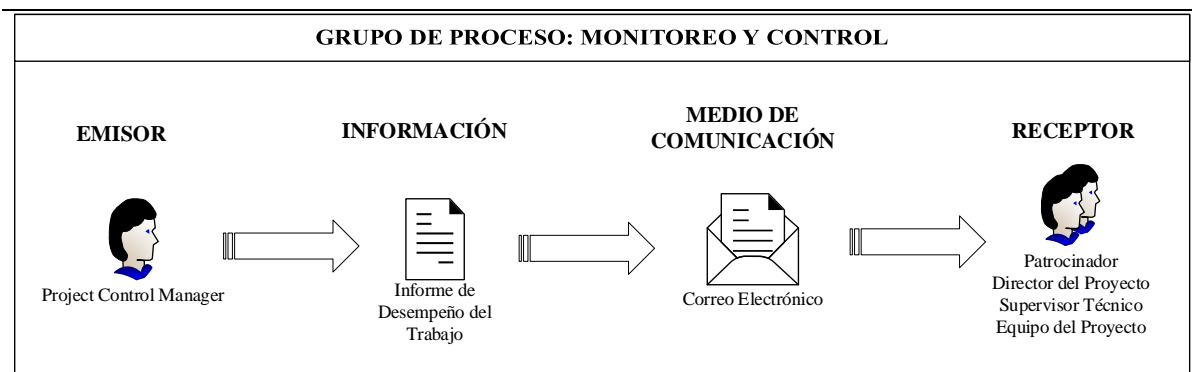 GRUPO DE PROCESO: MONITOREO Y CONTROL
EMISOR
Project Control Manager
INFORMACIÓN
Informe de
Desempeño del
Trabajo
MEDIO DE
COMUNICACIÓN
Correo Electrónico
RECEPTOR
Patrocinador
Director del Proyecto
Supervisor Técnico
Equipo del Proyecto